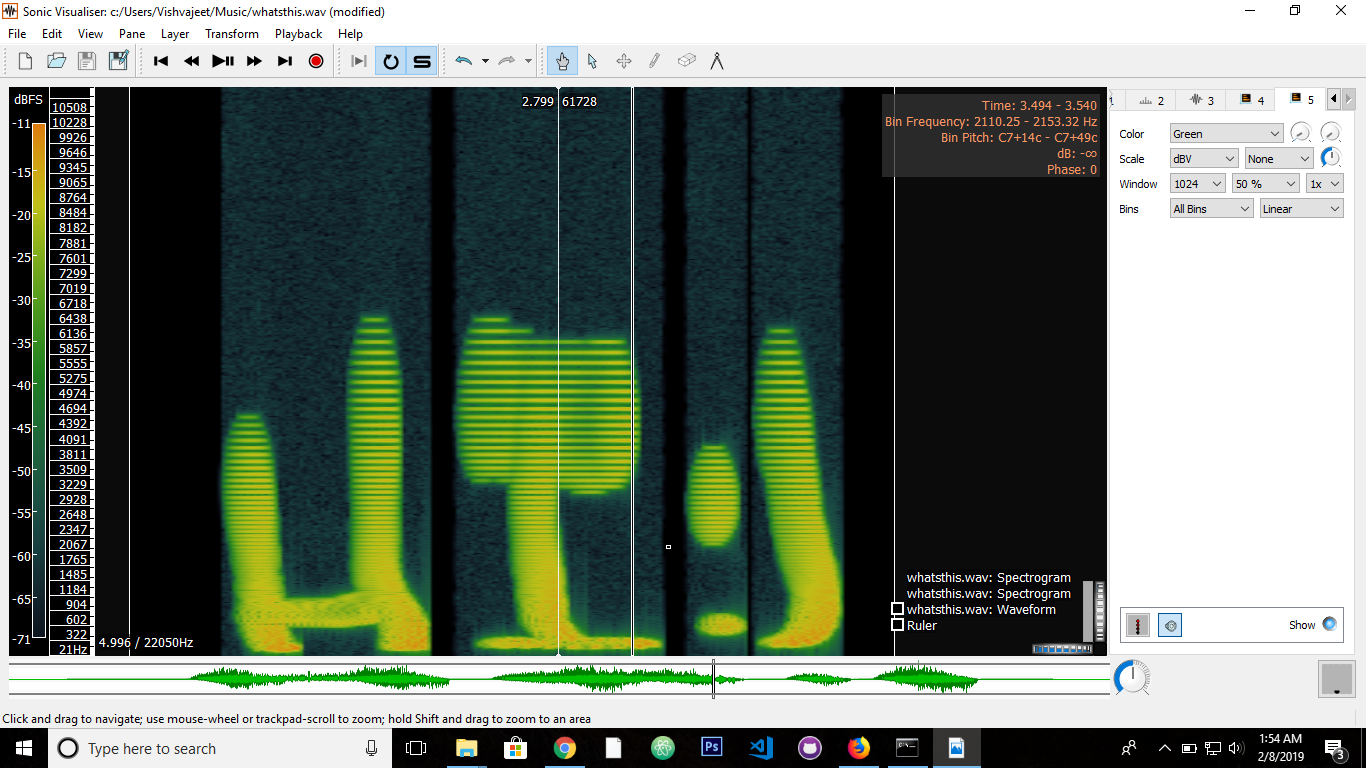 Sonic Visualiser: c:/Users/Vishvajeet/Music/whatsthis.wav (modified)
File Edit View Pane Layer Transform Playback Help
dBFS
-11
-15
-20
-25
-30
-35
-40
-45
-50
-55
-60
-65
-71
10508
10228
9926
9646
9345
9065
8764
8484
8182
7881
7601
7299
7019
6718
6438
6136
5857
5555
5275
4974
4694
4392
4091
3811
3509
3229
2928
2648
2347
2067
1765
1485
1184
904
602
322
21Hz
2.799 61728
Time: 3.494 - 3.540
Bin Frequency: 2110.25 - 2153.32 Hz
Bin Pitch: C7+14c - C7+49c
dB: -∞
Phase: 0
whatsthis.wav: Spectrogram
whatsthis.wav: Spectrogram
whatsthis.wav: Waveform
Ruler
4.996 / 22050Hz
1 2 3 4 5
Color Green
Scale dBV None
Window 1024 50 % 1x
Bins All Bins Linear
Show
Click and drag to navigate; use mouse-wheel or trackpad-scroll to zoom; hold Shift and drag to zoom to an area
Type here to search
Ps
1:54 AM
2/8/2019
3